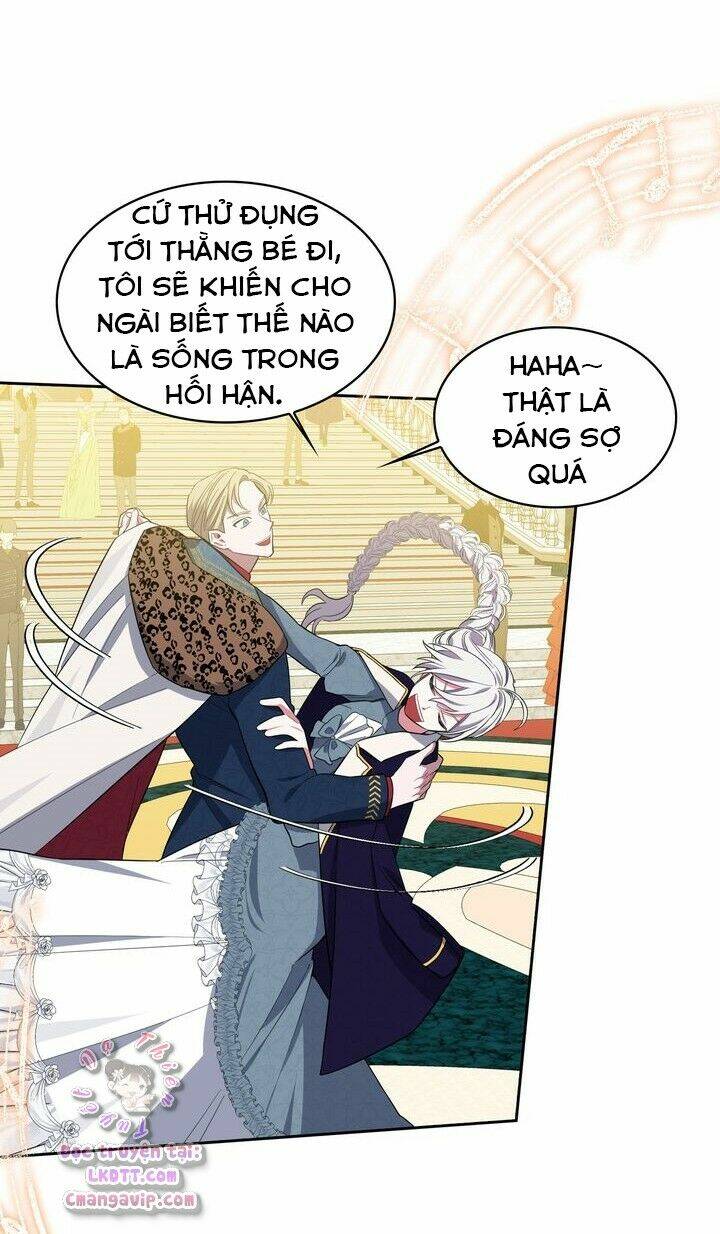 CỨ THỬ ĐỤNG
TỚI THẰNG BÉ ĐI,
TÔI SẼ KHIẾN CHO
NGÀI BIẾT THẾ NÀO
LÀ SỐNG TRONG
HỐI HẬN.
HAHA~
THẬT LÀ
ĐÁNG SỢ
QUÁ
Đọc truyện tại:
LKDTT.com
Cmangavip.com